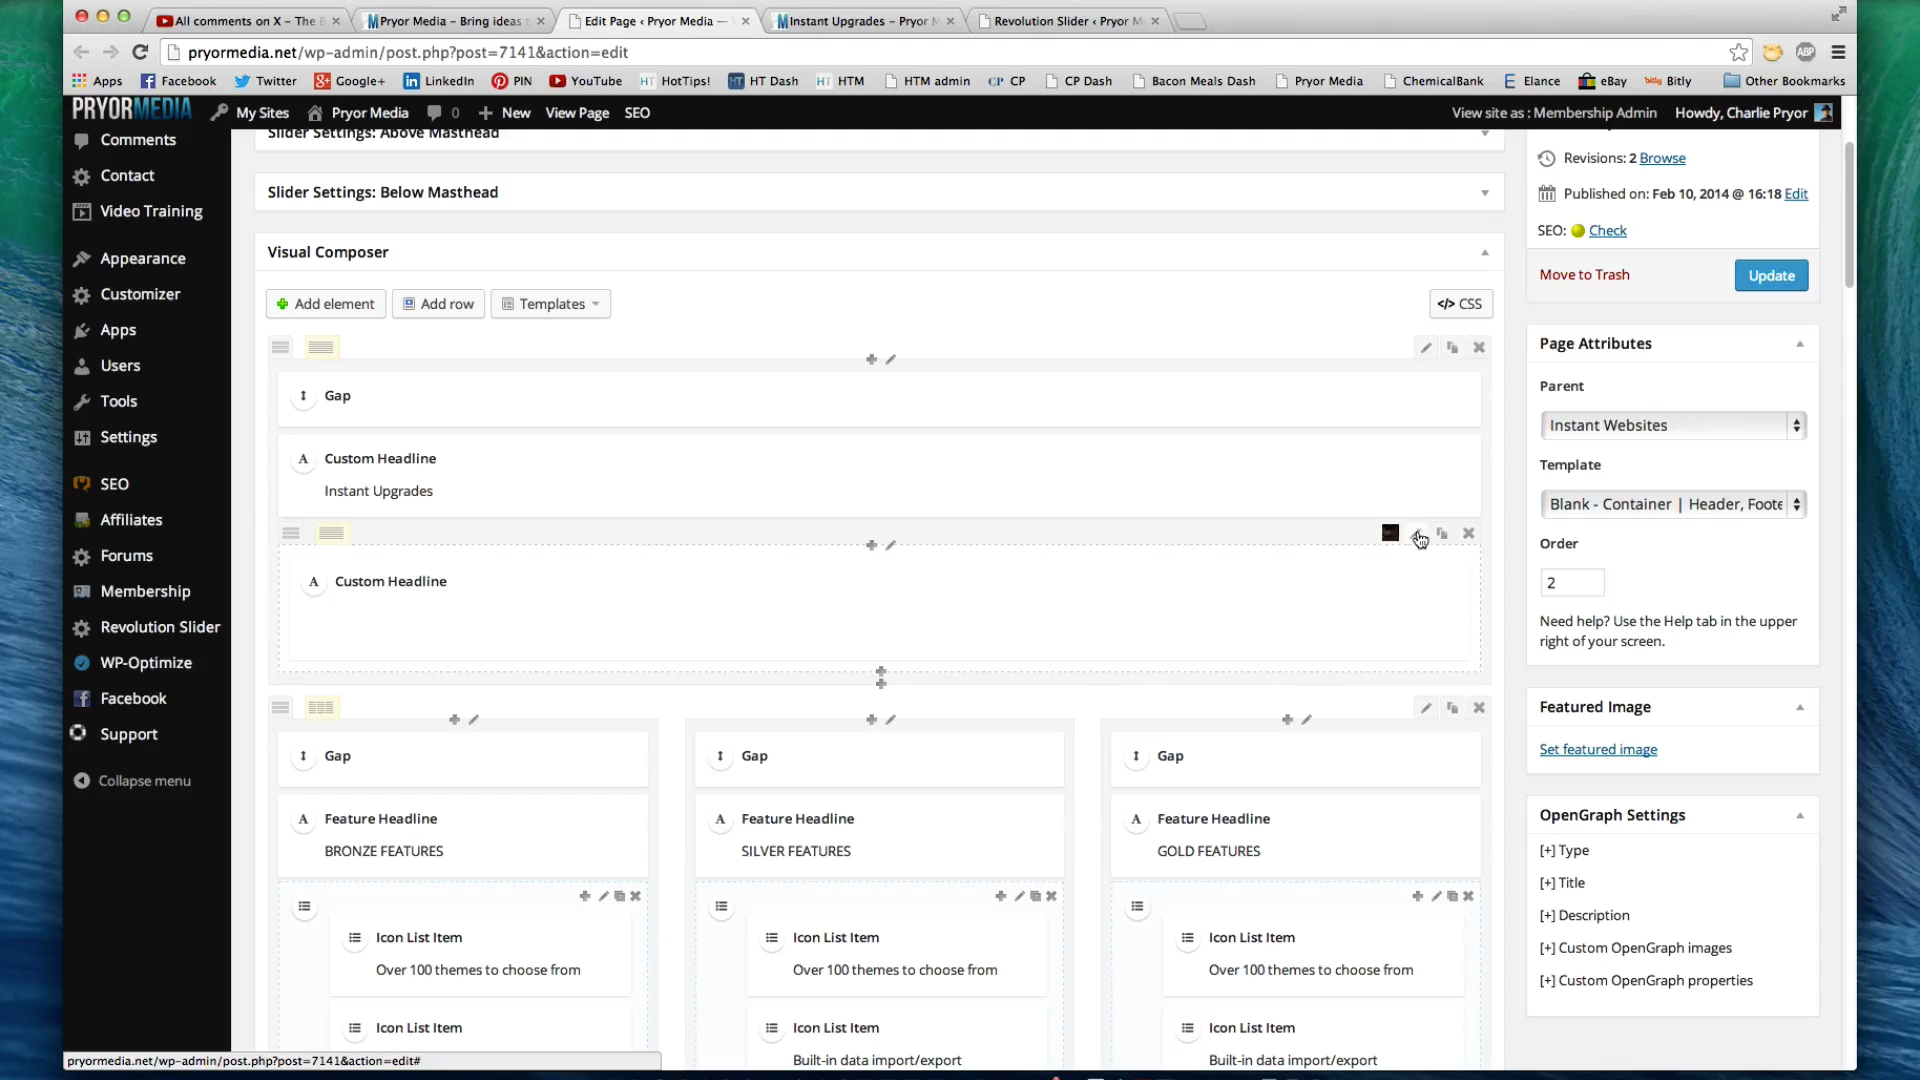 All comments on X - The
Pryor Media – Bring ideas t
Edit Page ‹ Pryor Media —
Instant Upgrades – Pryor M
Revolution Slider ‹ Pryor M
pryormedia.net/wp-admin/post.php?post=7141&action=edit
ABP
Apps
Facebook
Twitter
Google+
LinkedIn
PIN
YouTube
HT HotTips!
HT HT Dash
HT HTM
HTM admin
CP CP
CP Dash
Bacon Meals Dash
Pryor Media
ChemicalBank
Elance
eBay
bitly Bitly
Other Bookmarks
PRYORMEDIA
My Sites
Pryor Media
0
New
View Page
SEO
View site as : Membership Admin
Howdy, Charlie Pryor
Comments
Contact
Video Training
Appearance
Customizer
Apps
Users
Tools
Settings
SEO
Affiliates
Forums
Membership
Revolution Slider
WP-Optimize
Facebook
Support
Collapse menu
Slider Settings: Above Masthead
Slider Settings: Below Masthead
Visual Composer
Add element
Add row
Templates
</> CSS
Gap
Custom Headline
Instant Upgrades
Custom Headline
Gap
Feature Headline
BRONZE FEATURES
Icon List Item
Over 100 themes to choose from
Icon List Item
Gap
Feature Headline
SILVER FEATURES
Icon List Item
Over 100 themes to choose from
Icon List Item
Built-in data import/export
Gap
Feature Headline
GOLD FEATURES
Icon List Item
Over 100 themes to choose from
Icon List Item
Built-in data import/export
Revisions: 2 Browse
Published on: Feb 10, 2014 @ 16:18 Edit
SEO: Check
Move to Trash
Update
Page Attributes
Parent
Instant Websites
Template
Blank - Container | Header, Foote
Order
2
Need help? Use the Help tab in the upper
right of your screen.
Featured Image
Set featured image
OpenGraph Settings
[+] Type
[+] Title
[+] Description
[+] Custom OpenGraph images
[+] Custom OpenGraph properties
pryormedia.net/wp-admin/post.php?post=7141&action=edit#